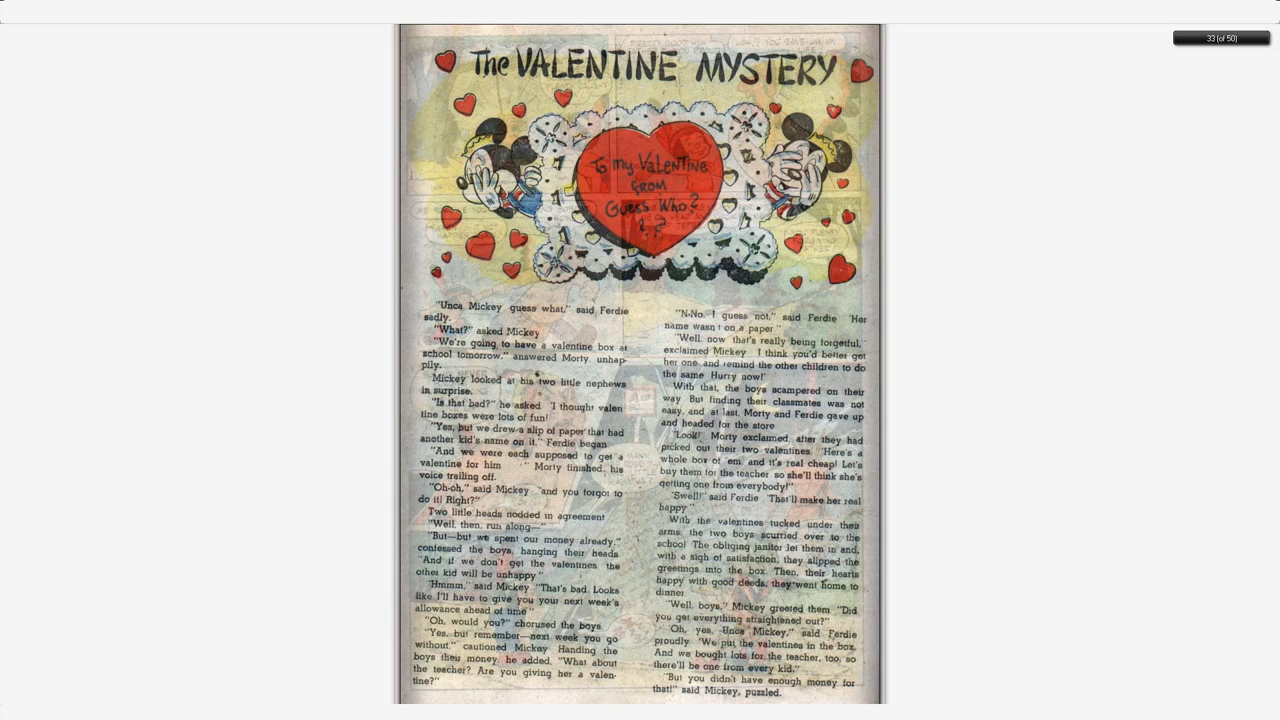 33 (of 50)
The VALENTINE MYSTERY
To my Valentine
from
Guess Who?
? ?
"Unca Mickey guess what," said Ferdie
sadly.
"What?" asked Mickey
"We're going to have a valentine box at
school tomorrow," answered Morty, unhap-
pily.
Mickey looked at his two little nephews
in surprise.
"Is that bad?" he asked "I thought valen
tine boxes were lots of fun!
"Yes, but we drew a slip of paper that had
another kid's name on it," Ferdie began
"And we were each supposed to get a
valentine for him " Morty finished, his
voice trailing off.
"Oh-oh," said Mickey "and you forgot to
do it! Right?"
Two little heads nodded in agreement
"Well, then, run along—"
"But—but we spent our money already,"
confessed the boys, hanging their heads
"And if we don't get the valentines, the
other kid will be unhappy "
"Hmmm," said Mickey "That's bad. Looks
like I'll have to give you your next week's
allowance ahead of time "
"Oh, would you?" chorused the boys.
"Yes, but remember—next week you go
without," cautioned Mickey Handing the
boys their money, he added, "What about
the teacher? Are you giving her a valen-
tine?"
"N-No, I guess not," said Ferdie 'Her
name wasn t on a paper "
"Well, now that's really being forgetful,"
exclaimed Mickey I think you'd better get
her one and remind the other children to do
the same Hurry now!'
With that, the boys scampered on their
way But finding their classmates was not
easy, and at last, Morty and Ferdie gave up
and headed for the store
"Look!' Morty exclaimed, after they had
picked out their two valentines. "Here's a
whole box of 'em, and it's real cheap! Let's
buy them for the teacher so she'll think she's
getting one from everybody!"
"Swell!" said Ferdie 'That'll make her real
happy "
With the valentines tucked under their
arms, the two boys scurried over to the
school The obliging janitor let them in and,
with a sigh of satisfaction, they slipped the
greetings into the box. Then, their hearts
happy with good deeds, they went home to
dinner
"Well, boys," Mickey greeted them "Did
you get everything straightened out?"
"Oh, yes, Unca Mickey," said Ferdie
proudly "We put the valentines in the box.
And we bought lots for the teacher, too, so
there'll be one from every kid."
"But you didn't have enough money for
that!" said Mickey, puzzled.